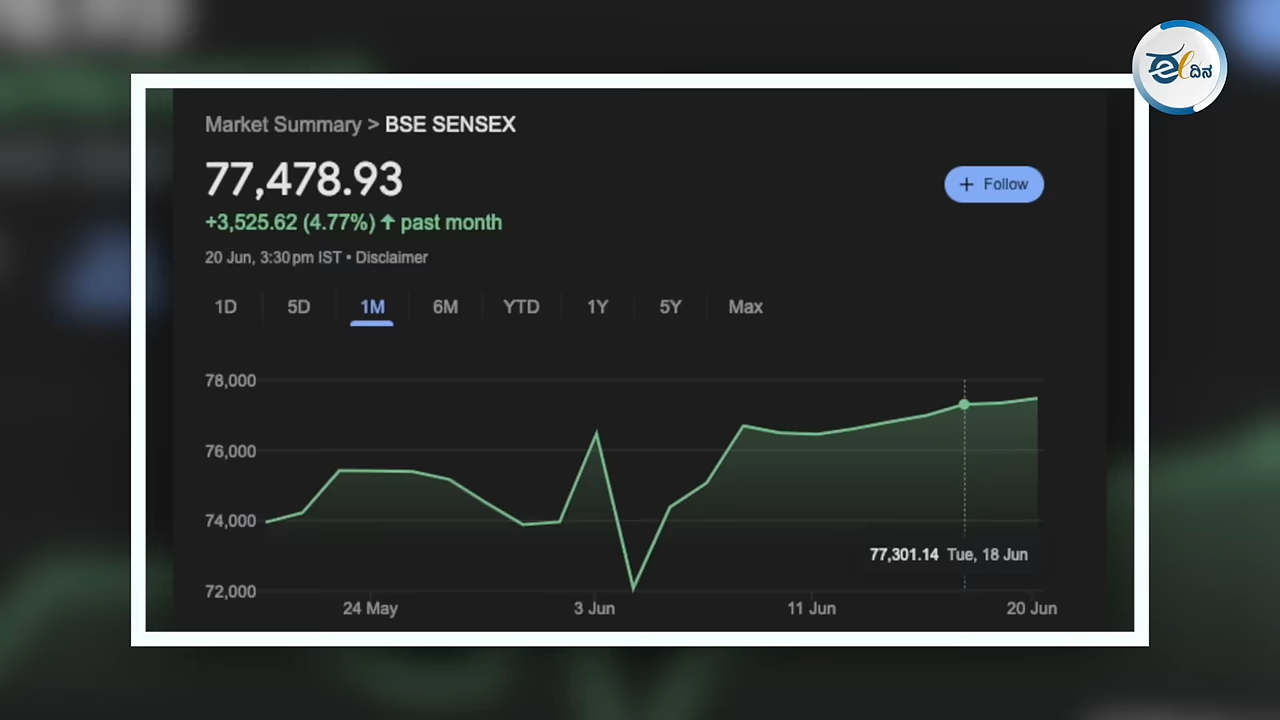 ಈ ದಿನ
Market Summary > BSE SENSEX
77,478.93
+ Follow
+3,525.62 (4.77%) ↑ past month
20 Jun, 3:30 pm IST • Disclaimer
1D 5D 1M 6M YTD 1Y 5Y Max
78,000
76,000
74,000
77,301.14 Tue, 18 Jun
72,000
24 May 3 Jun 11 Jun 20 Jun